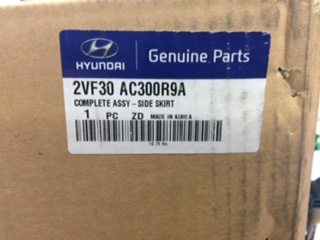 HYUNDAI
Genuine Parts
2VF30 AC300R9A
COMPLETE ASSY-SIDE SKIRT
1 PC ZD MADE IN KOREA